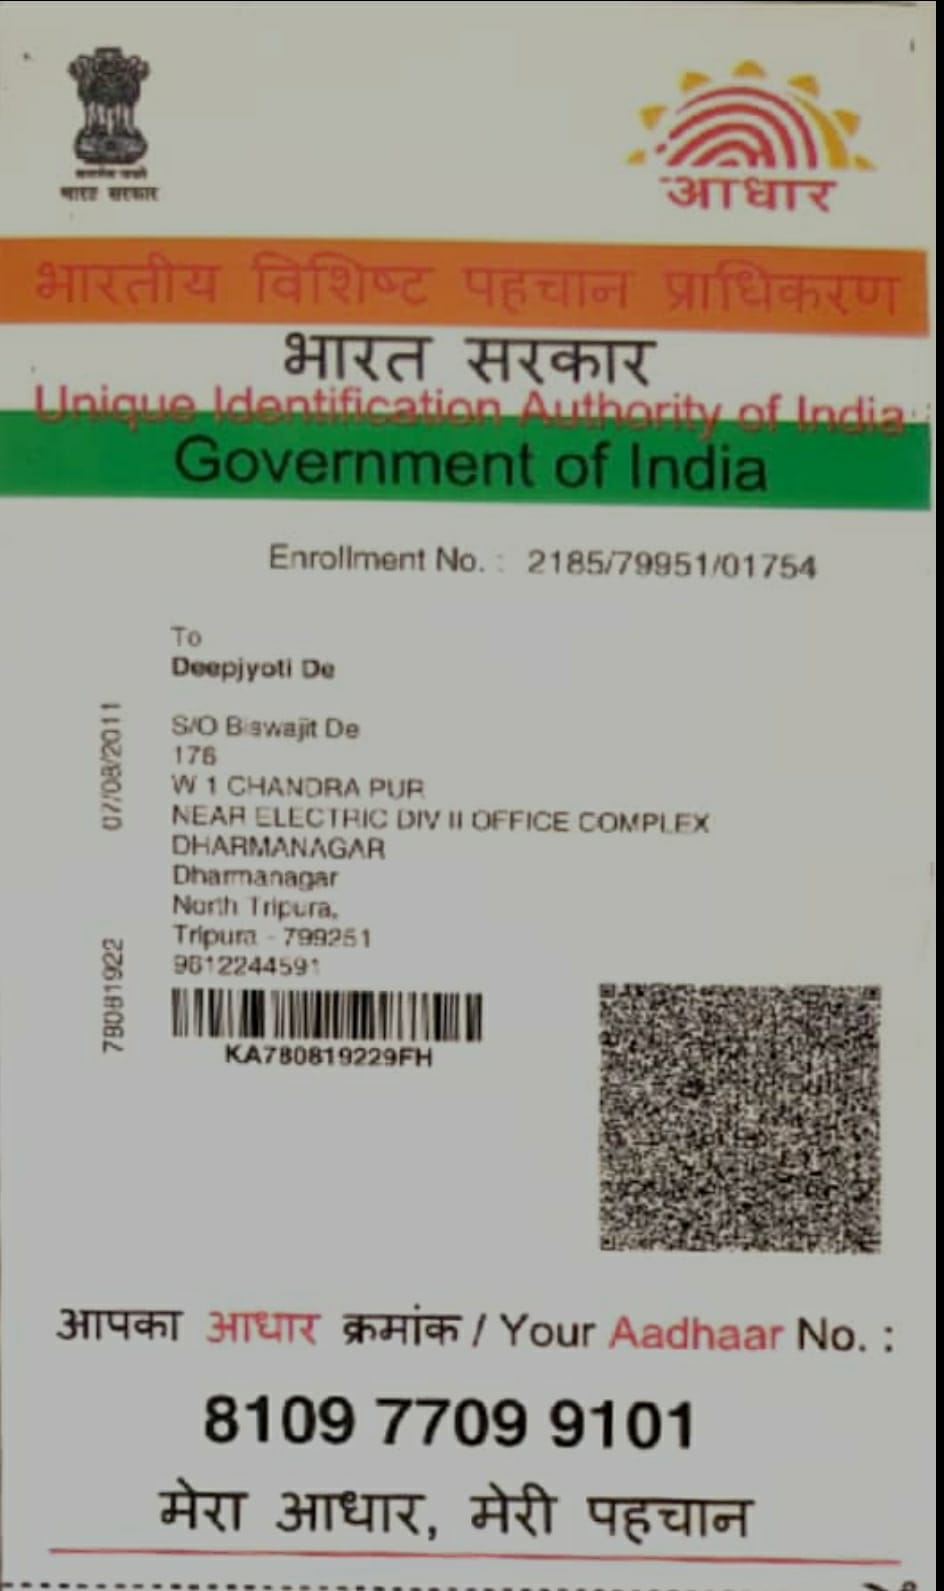 भारत सरकार
आधार
भारतीय विशिष्ट पहचान प्राधिकरण
भारत सरकार
Unique Identification Authority of India
Government of India
Enrollment No. : 2185/79951/01754
To
Deepjyoti De
S/O Biswajit De
176
W 1 CHANDRA PUR
NEAR ELECTRIC DIV II OFFICE COMPLEX
DHARMANAGAR
Dharmanagar
North Tripura,
Tripura - 799251
9612244591
07/08/2011
78081922
KA780819229FH
आपका आधार क्रमांक / Your Aadhaar No. :
8109 7709 9101
मेरा आधार, मेरी पहचान